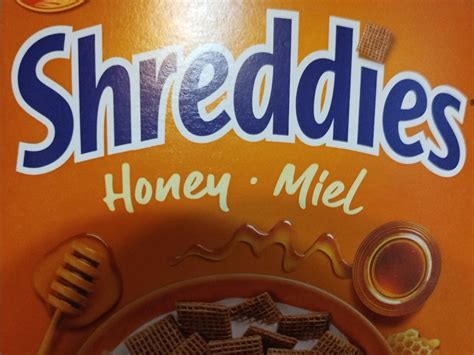 Shreddies
Honey · Miel